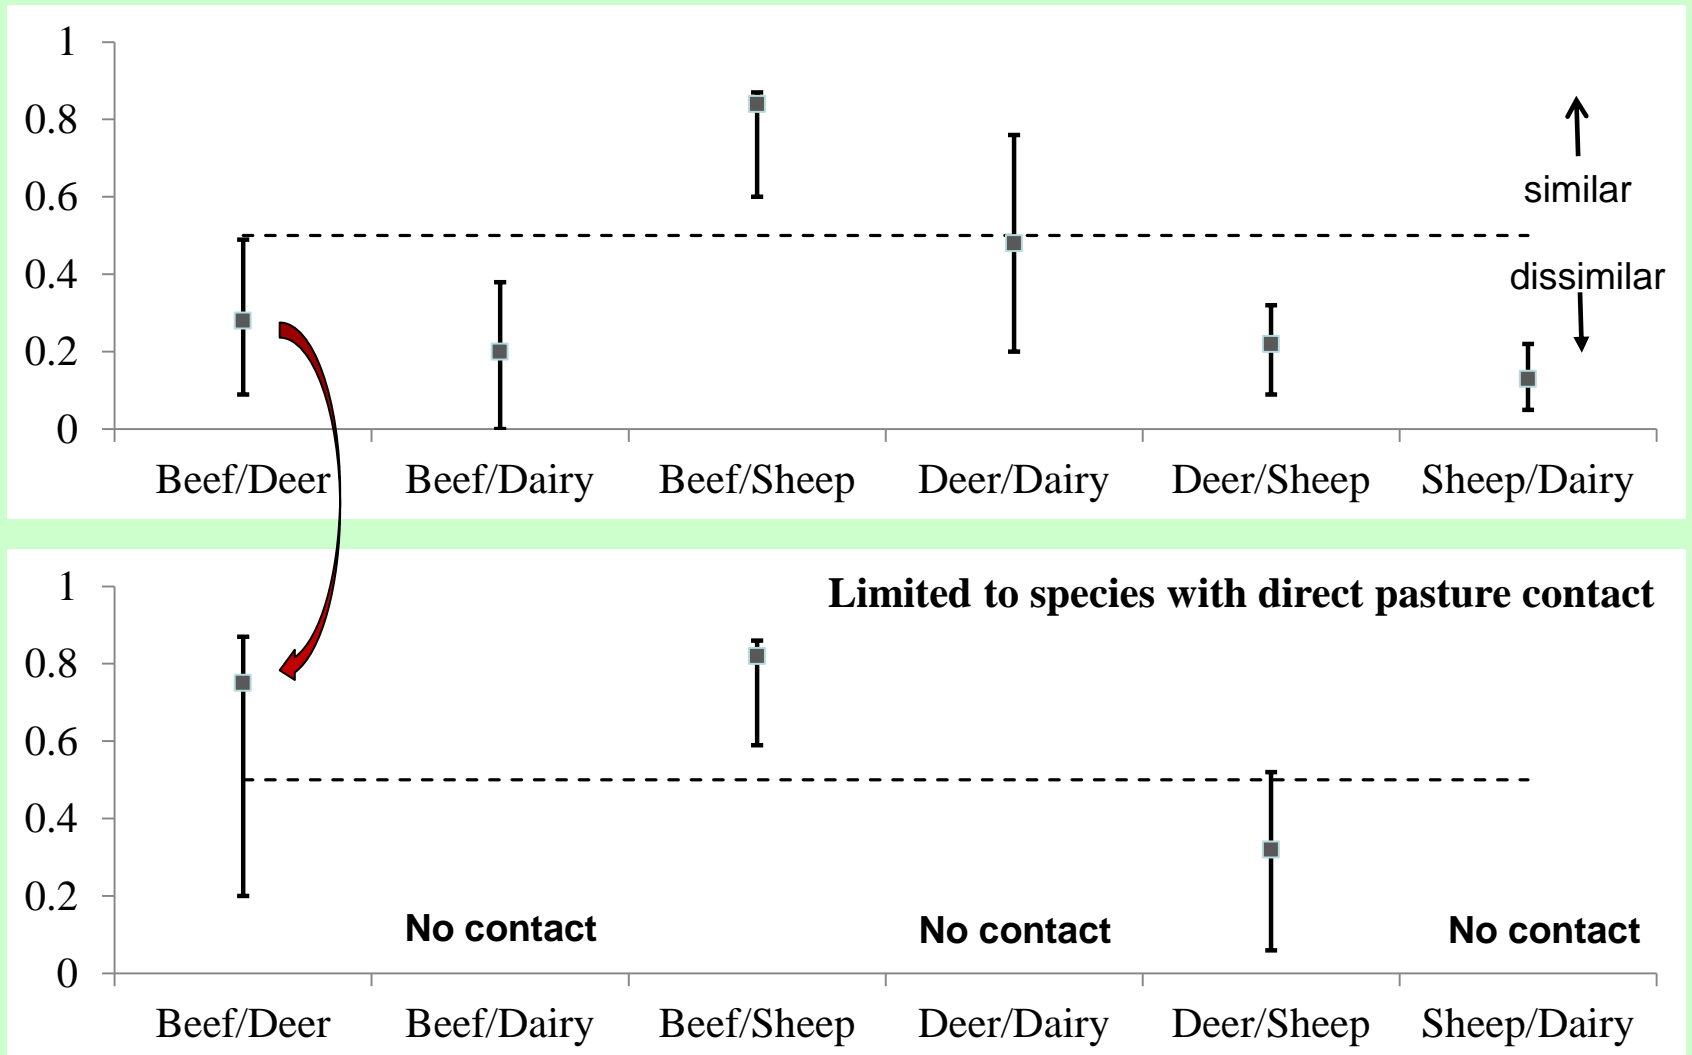 1
0.8
0.6
0.4
0.2
0
similar
dissimilar
Beef/Deer Beef/Dairy Beef/Sheep Deer/Dairy Deer/Sheep Sheep/Dairy
Limited to species with direct pasture contact
1
0.8
0.6
0.4
0.2
0
No contact No contact No contact
Beef/Deer Beef/Dairy Beef/Sheep Deer/Dairy Deer/Sheep Sheep/Dairy